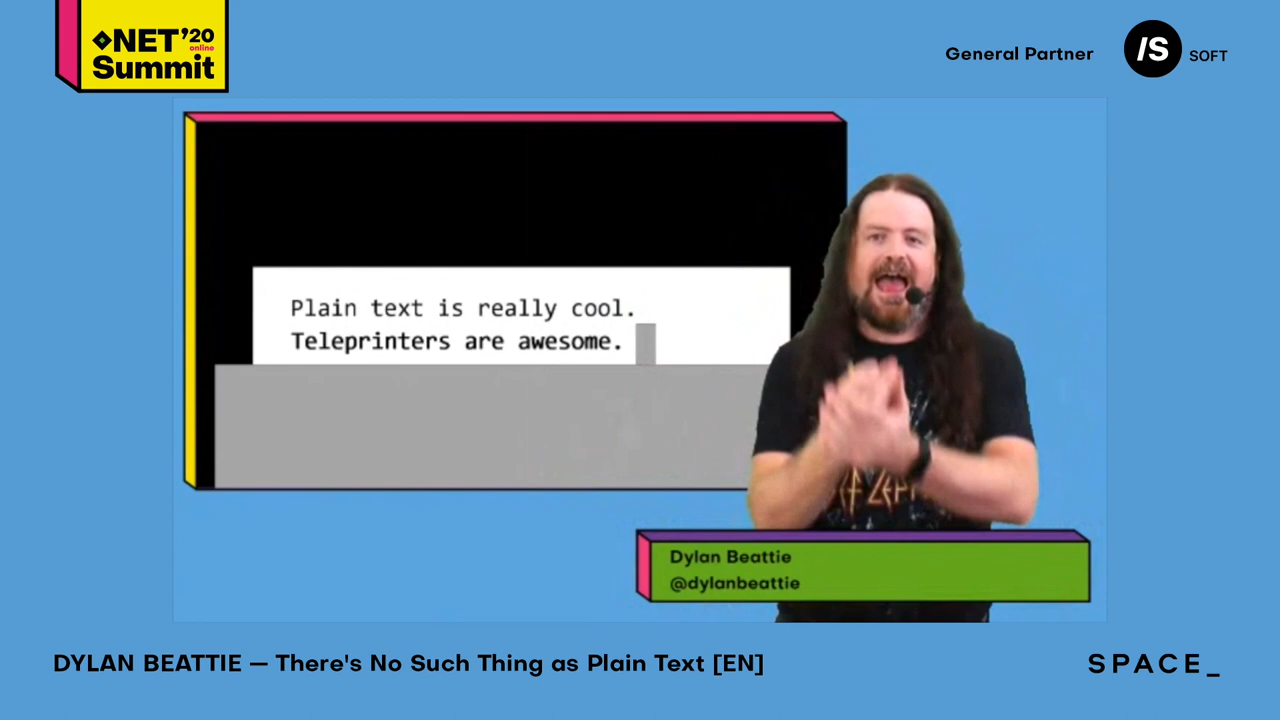 NET'20
online
Summit
General Partner
/S SOFT
Plain text is really cool.
Teleprinters are awesome.
Dylan Beattie
@dylanbeattie
DYLAN BEATTIE — There's No Such Thing as Plain Text [EN]
SPACE_